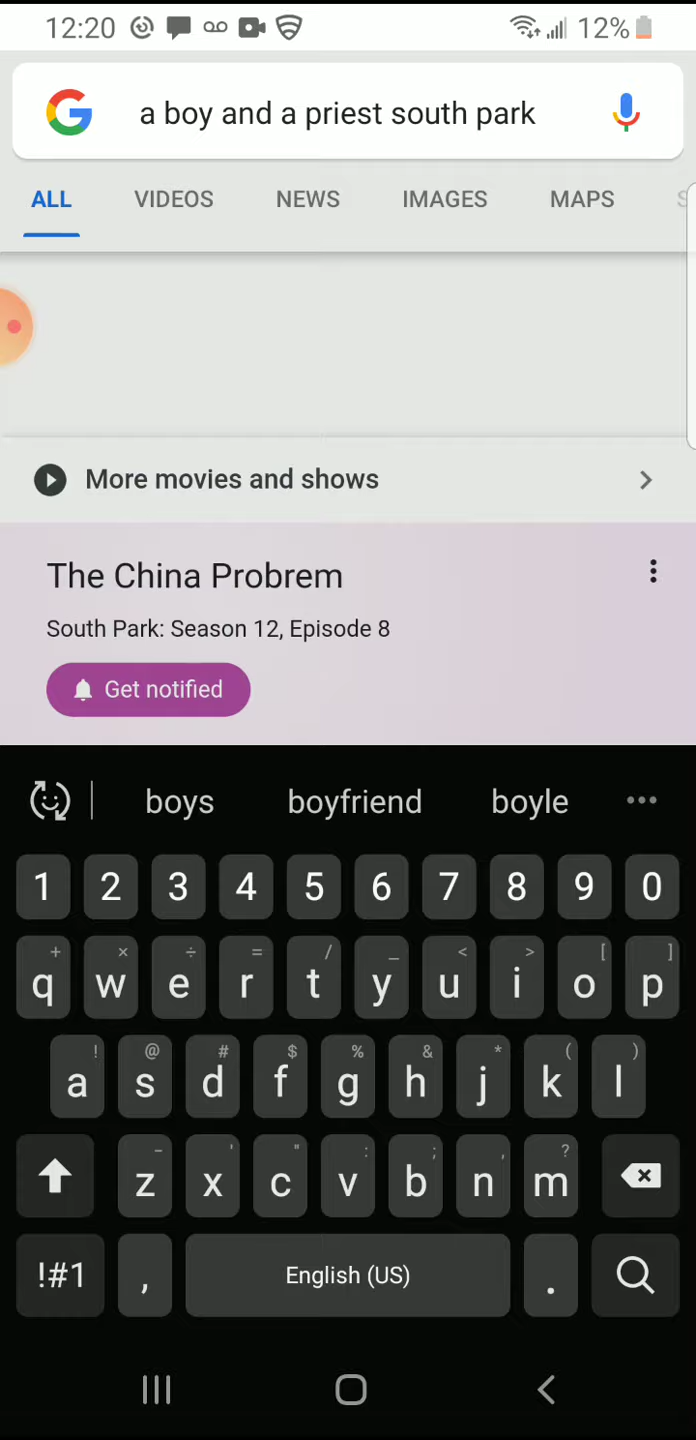 12:20 12%
a boy and a priest south park
ALL VIDEOS NEWS IMAGES MAPS
More movies and shows
The China Probrem
South Park: Season 12, Episode 8
Get notified
boys boyfriend boyle
1 2 3 4 5 6 7 8 9 0
+ × ÷ = / _ < > [ ]
q w e r t y u i o p
! @ # $ % & * ( )
a s d f g h j k l
- ' " : ; , ?
z x c v b n m
!#1 , English (US) .